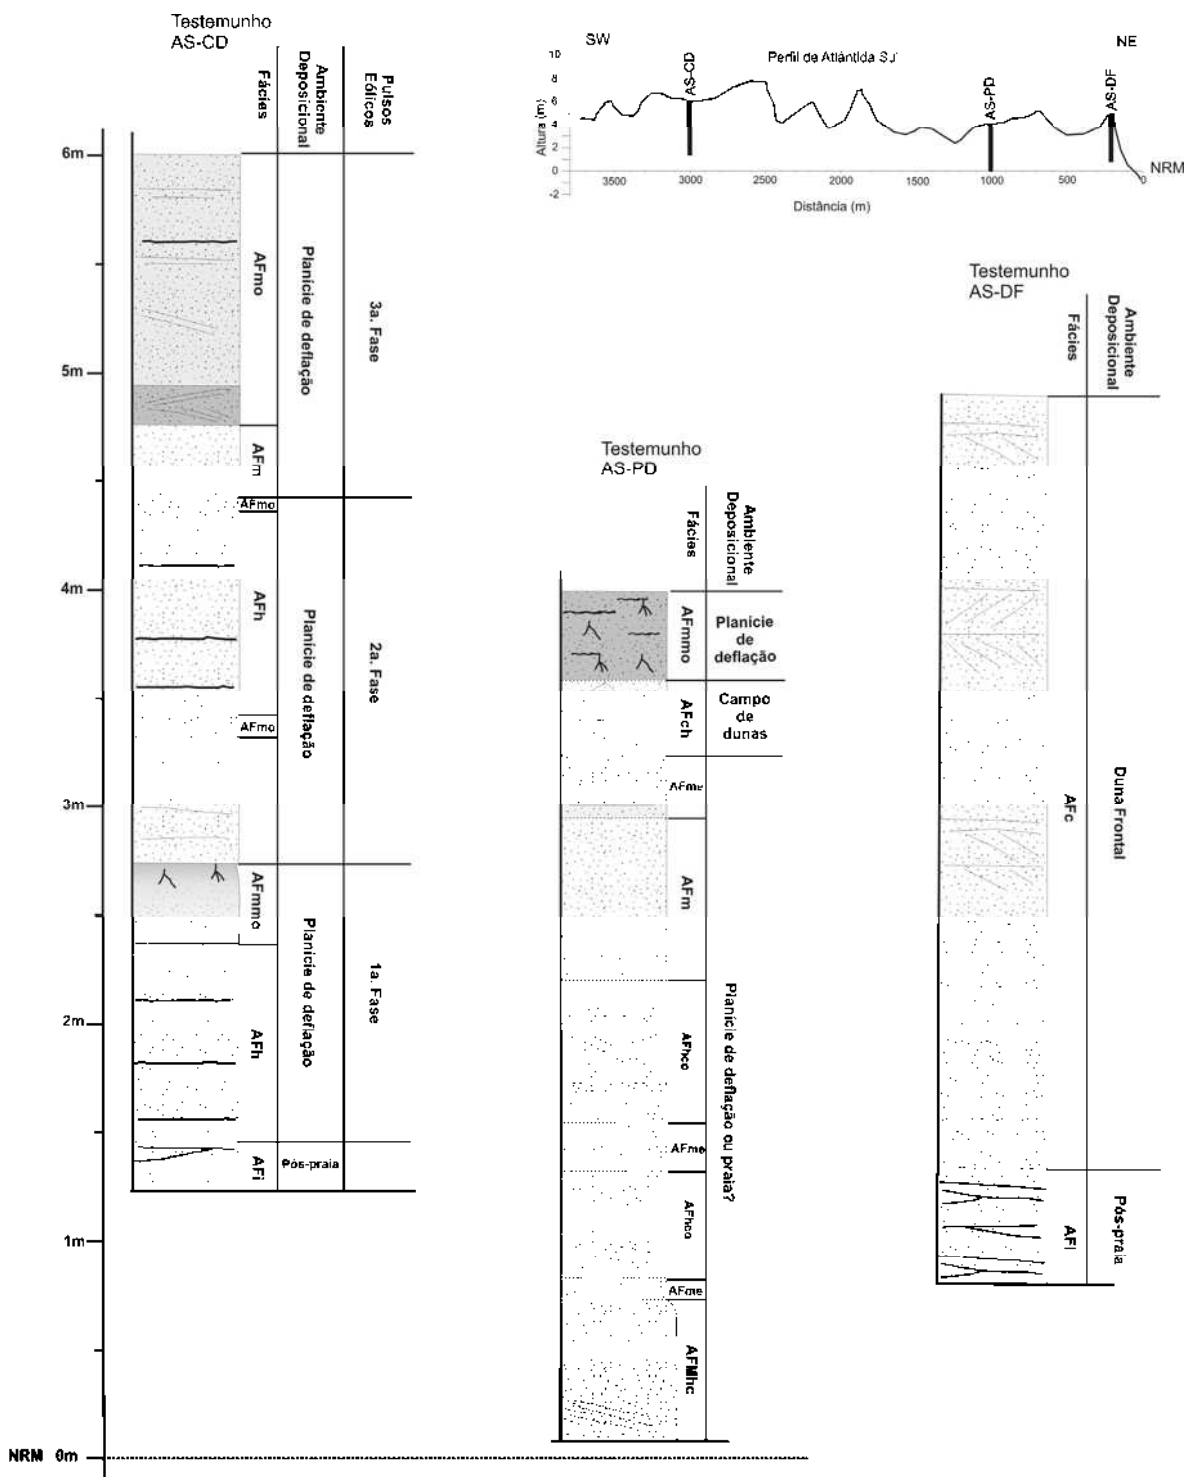 Testemunho
AS-CD
Fácies
Ambiente
Deposicional
Pulsos
Eólicos
6m
5m
4m
3m
2m
1m
NRM 0m
AFmo
AFm
AFmo
AFh
AFmo
AFmmo
AFh
AFi
Planície de deflação
Planície de deflação
Planície de deflação
Pós-praia
3a. Fase
2a. Fase
1a. Fase
SW
NE
Perfil de Atlântida Sul
Altura (m)
10
8
6
4
2
0
-2
AS-CD
AS-PD
AS-DF
NRM
3500
3000
2500
2000
1500
1000
500
0
Distância (m)
Testemunho
AS-PD
Fácies
Ambiente
Deposicional
AFmmo
AFch
AFme
AFm
AFhco
AFmo
AFhco
AFme
AFMhc
Planície
de
deflação
Campo
de
dunas
Planície de deflação ou praia?
Testemunho
AS-DF
Fácies
Ambiente
Deposicional
AFc
AFi
Duna Frontal
Pós-praia